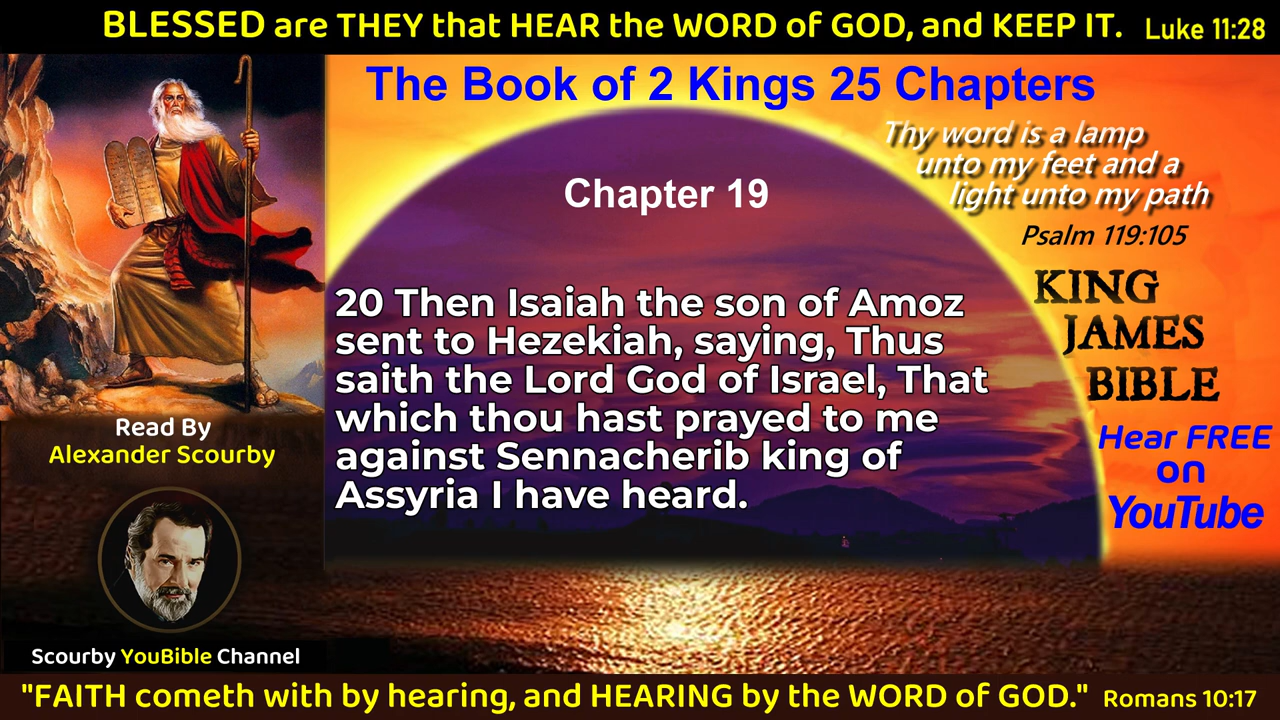 BLESSED are THEY that HEAR the WORD of GOD, and KEEP IT. Luke 11:28
The Book of 2 Kings 25 Chapters
Thy word is a lamp
unto my feet and a
light unto my path
Psalm 119:105
Chapter 19
KING
JAMES
BIBLE
20 Then Isaiah the son of Amoz
sent to Hezekiah, saying, Thus
saith the Lord God of Israel, That
which thou hast prayed to me
against Sennacherib king of
Assyria I have heard.
Hear FREE
on
YouTube
Read By
Alexander Scourby
Scourby YouBible Channel
"FAITH cometh with by hearing, and HEARING by the WORD of GOD." Romans 10:17